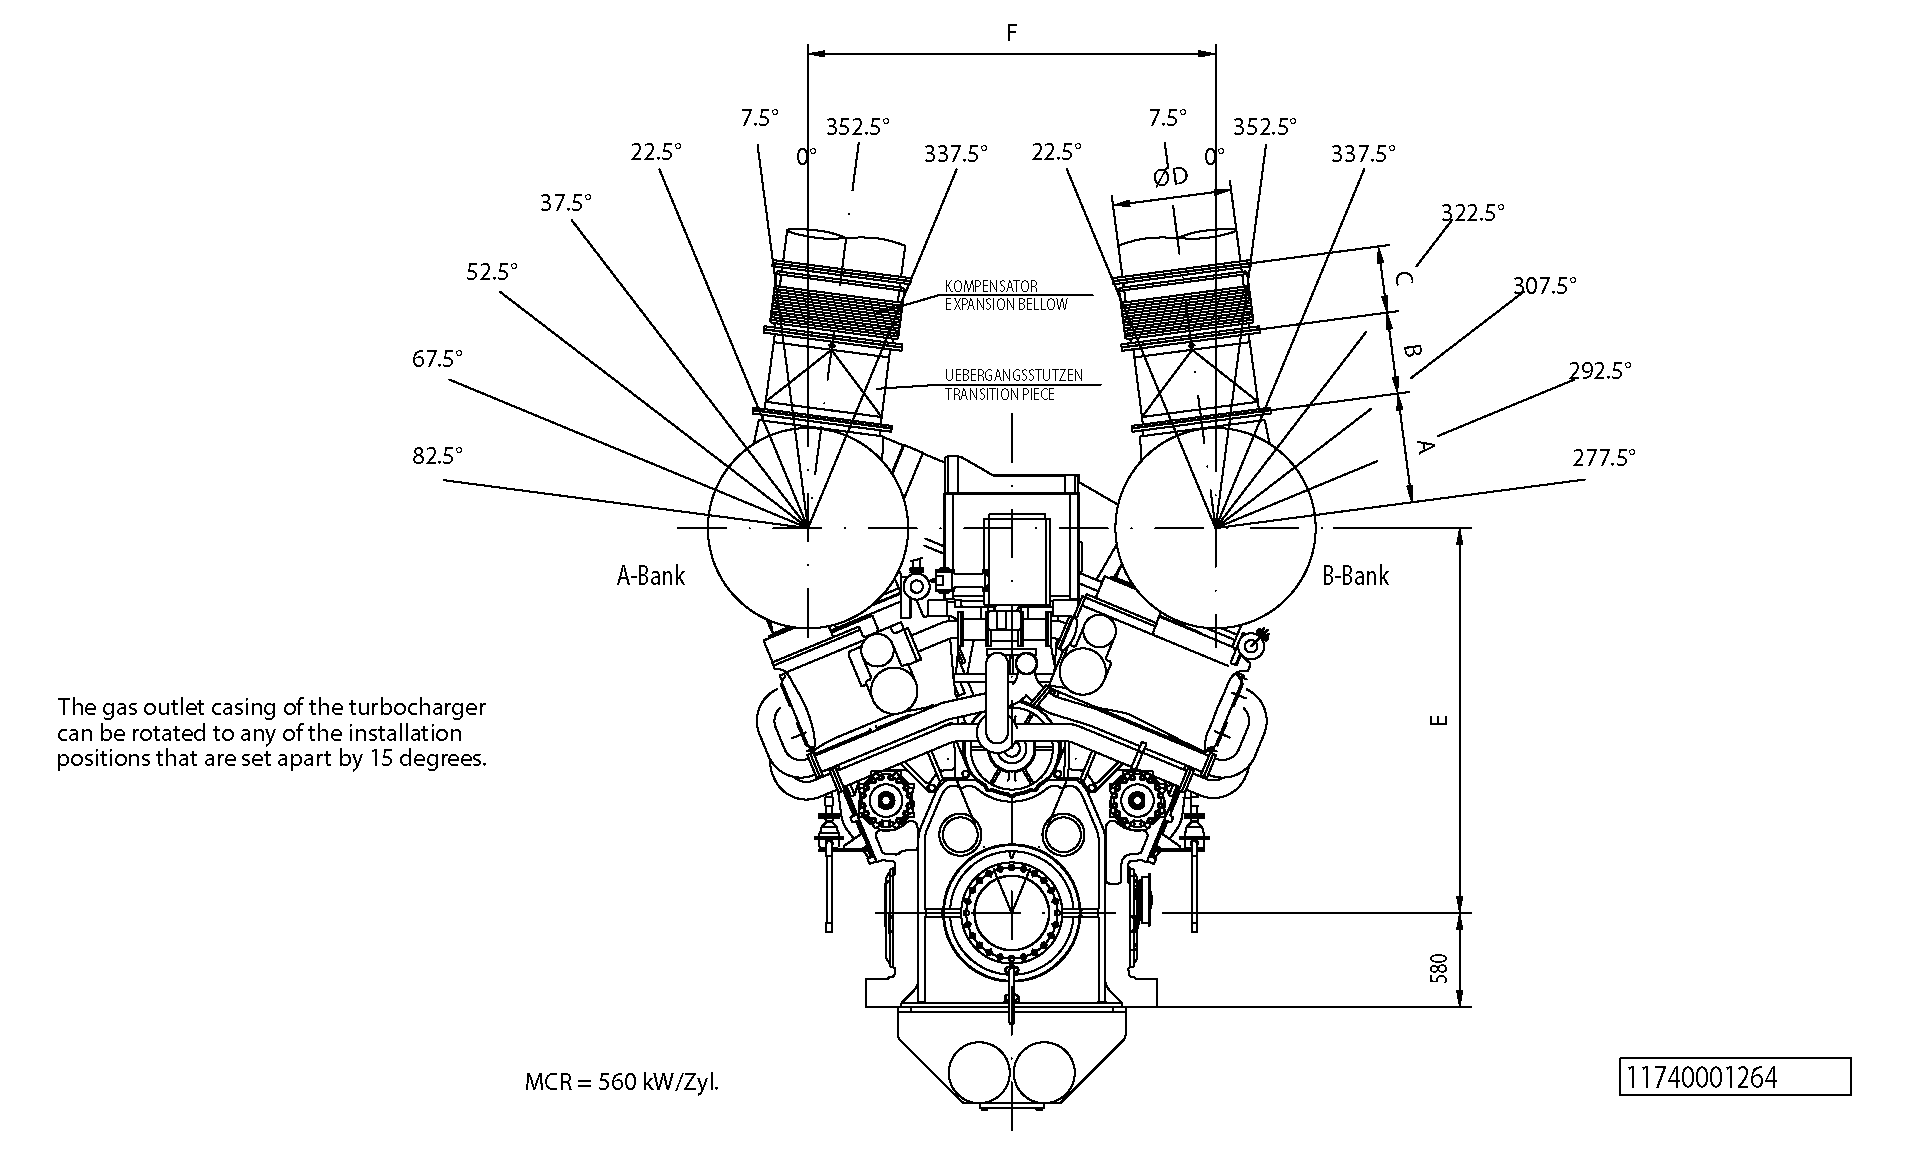 F
7.5°
352.5°
7.5°
352.5°
22.5°
0°
337.5°
22.5°
ØD
0°
337.5°
37.5°
322.5°
52.5°
KOMPENSATOR
EXPANSION BELLOW
C
307.5°
67.5°
UEBERGANGSSTUTZEN
TRANSITION PIECE
B
292.5°
82.5°
A
277.5°
A-Bank
B-Bank
The gas outlet casing of the turbocharger
can be rotated to any of the installation
positions that are set apart by 15 degrees.
E
580
MCR = 560 kW/Zyl.
11740001264